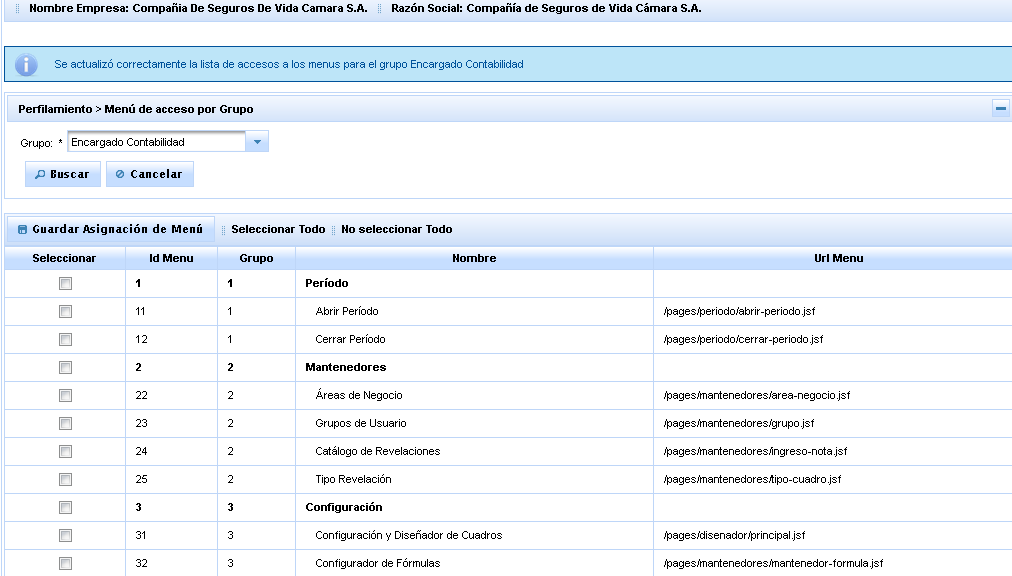 Nombre Empresa: Compañia De Seguros De Vida Camara S.A. Razón Social: Compañía de Seguros de Vida Cámara S.A.
Se actualizó correctamente la lista de accesos a los menus para el grupo Encargado Contabilidad
Perfilamiento > Menú de acceso por Grupo
Grupo: * Encargado Contabilidad
Buscar Cancelar
Guardar Asignación de Menú Seleccionar Todo No seleccionar Todo
Seleccionar Id Menu Grupo Nombre Url Menu
1 1 Período
11 1 Abrir Período /pages/periodo/abrir-periodo.jsf
12 1 Cerrar Período /pages/periodo/cerrar-periodo.jsf
2 2 Mantenedores
22 2 Áreas de Negocio /pages/mantenedores/area-negocio.jsf
23 2 Grupos de Usuario /pages/mantenedores/grupo.jsf
24 2 Catálogo de Revelaciones /pages/mantenedores/ingreso-nota.jsf
25 2 Tipo Revelación /pages/mantenedores/tipo-cuadro.jsf
3 3 Configuración
31 3 Configuración y Diseñador de Cuadros /pages/disenador/principal.jsf
32 3 Configurador de Fórmulas /pages/mantenedores/mantenedor-formula.jsf